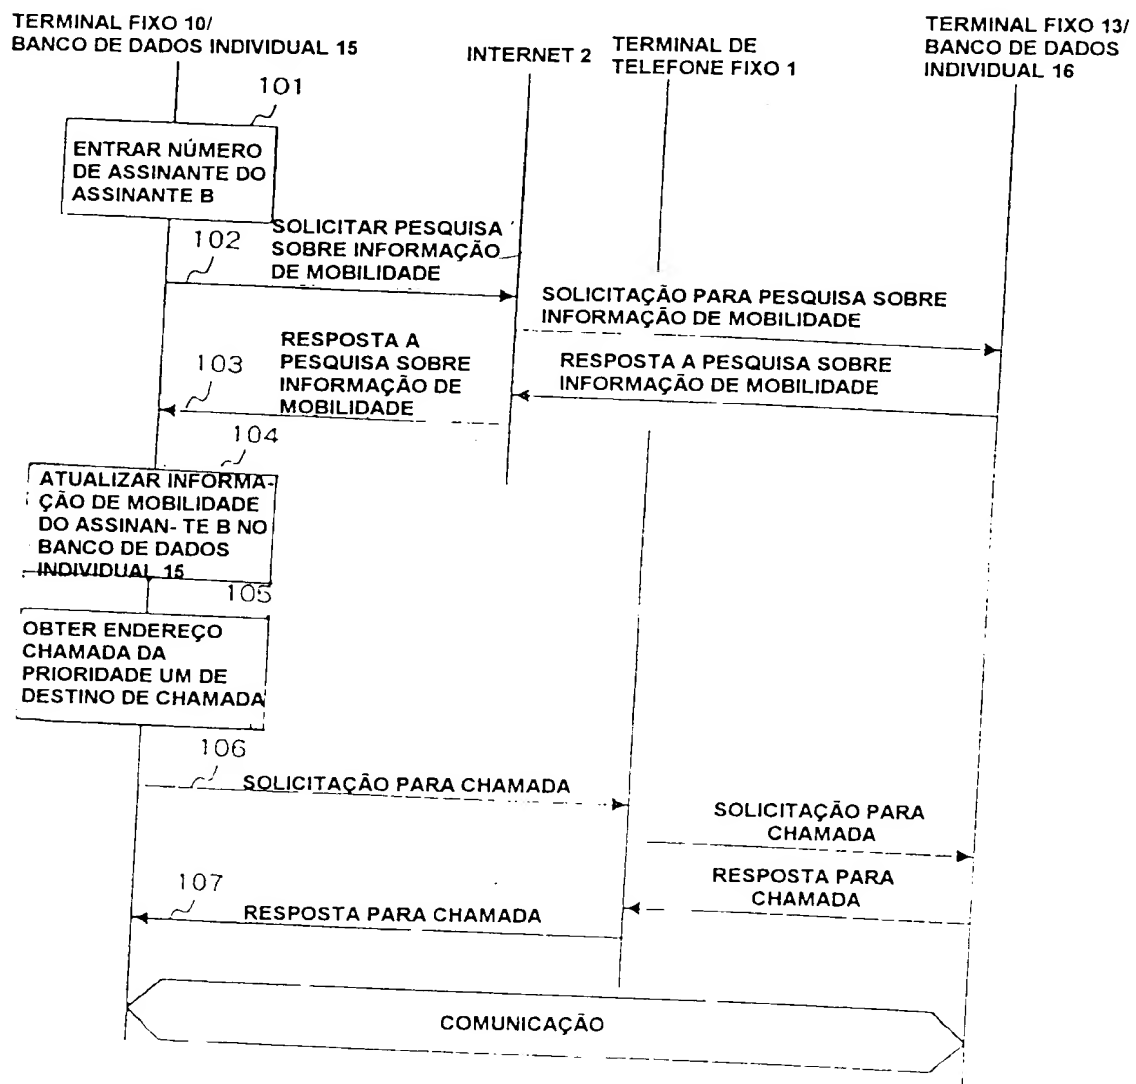 TERMINAL FIXO 10/
BANCO DE DADOS INDIVIDUAL 15
INTERNET 2
TERMINAL DE
TELEFONE FIXO 1
TERMINAL FIXO 13/
BANCO DE DADOS
INDIVIDUAL 16
101
ENTRAR NÚMERO
DE ASSINANTE DO
ASSINANTE B
102
SOLICITAR PESQUISA
SOBRE INFORMAÇÃO
DE MOBILIDADE
SOLICITAÇÃO PARA PESQUISA SOBRE
INFORMAÇÃO DE MOBILIDADE
103
RESPOSTA A
PESQUISA SOBRE
INFORMAÇÃO DE
MOBILIDADE
RESPOSTA A PESQUISA SOBRE
INFORMAÇÃO DE MOBILIDADE
104
ATUALIZAR INFORMA-
ÇÃO DE MOBILIDADE
DO ASSINAN- TE B NO
BANCO DE DADOS
INDIVIDUAL 15
105
OBTER ENDEREÇO
CHAMADA DA
PRIORIDADE UM DE
DESTINO DE CHAMADA
106
SOLICITAÇÃO PARA CHAMADA
SOLICITAÇÃO PARA
CHAMADA
107
RESPOSTA PARA CHAMADA
RESPOSTA PARA
CHAMADA
COMUNICAÇÃO